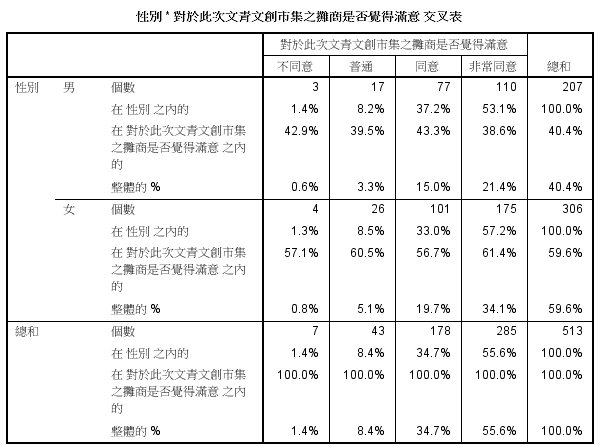 性別 * 對於此次文青文創市集之攤商是否覺得滿意 交叉表
對於此次文青文創市集之攤商是否覺得滿意
不同意 普通 同意 非常同意 總和
性別 男 個數 3 17 77 110 207
在 性別 之內的 1.4% 8.2% 37.2% 53.1% 100.0%
在 對於此次文青文創市集 42.9% 39.5% 43.3% 38.6% 40.4%
之攤商是否覺得滿意 之內
的
整體的 % 0.6% 3.3% 15.0% 21.4% 40.4%
女 個數 4 26 101 175 306
在 性別 之內的 1.3% 8.5% 33.0% 57.2% 100.0%
在 對於此次文青文創市集 57.1% 60.5% 56.7% 61.4% 59.6%
之攤商是否覺得滿意 之內
的
整體的 % 0.8% 5.1% 19.7% 34.1% 59.6%
總和 個數 7 43 178 285 513
在 性別 之內的 1.4% 8.4% 34.7% 55.6% 100.0%
在 對於此次文青文創市集 100.0% 100.0% 100.0% 100.0% 100.0%
之攤商是否覺得滿意 之內
的
整體的 % 1.4% 8.4% 34.7% 55.6% 100.0%